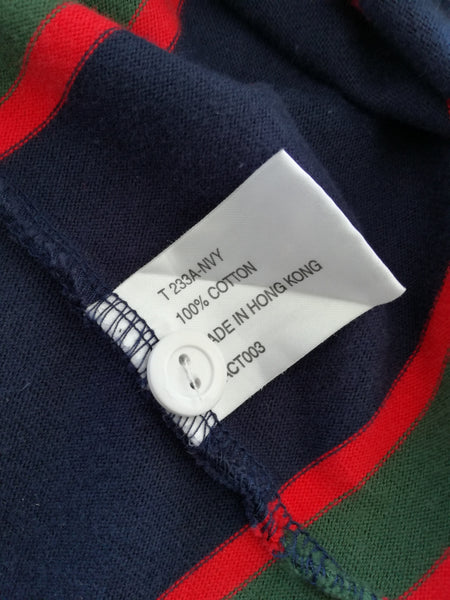 T 233A-NVY
100% COTTON
ADE IN HONG KONG
ACT003